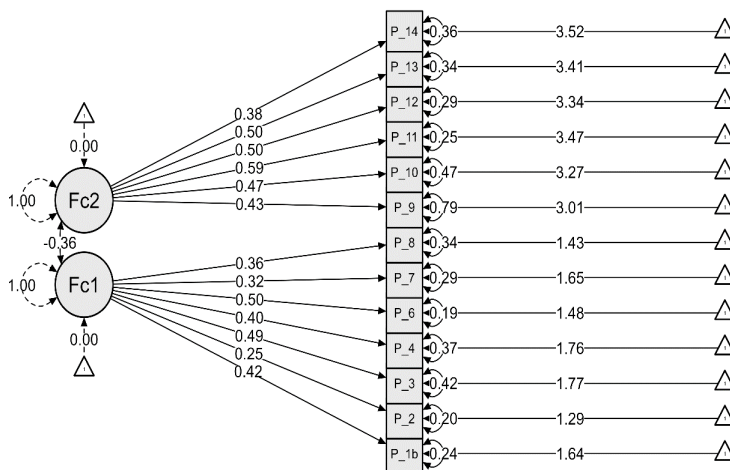 P_14 0.36 3.52
P_13 0.34 3.41
P_12 0.29 3.34
0.38
P_11 0.25 3.47
0.50
0.00
0.50
0.59
P_10 0.47 3.27
0.47
Fc2
1.00
0.43
P_9 0.79 3.01
-0.36
P_8 0.34 1.43
0.36
0.32
P_7 0.29 1.65
Fc1
1.00
0.50
P_6 0.19 1.48
0.40
0.49
0.00
P_4 0.37 1.76
0.25
0.42
P_3 0.42 1.77
P_2 0.20 1.29
P_1b 0.24 1.64